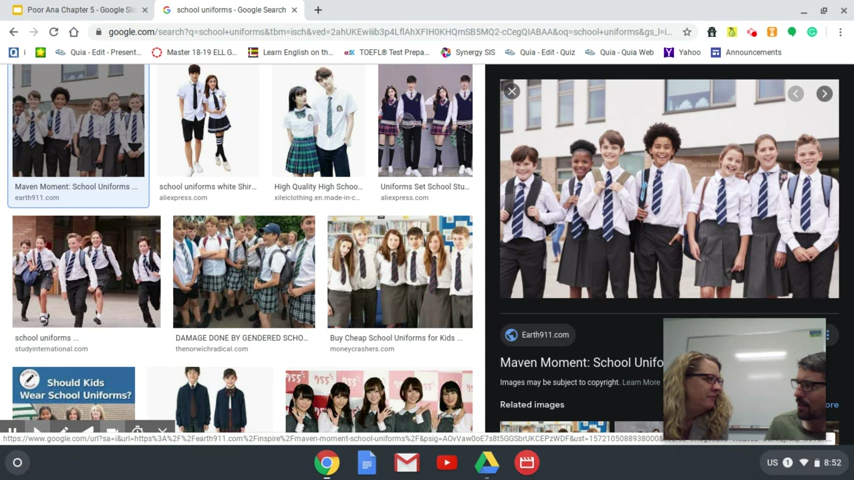 Poor Ana Chapter 5 - Google Sli
school uniforms - Google Search
google.com/search?q=school+uniforms&tbm=isch&ved=2ahUKEwiib3p4LflAhXFIH0KHQmSB5MQ-cCegQIABAA&oq=school+uniforms&gs_l=i...
i
Quia - Edit - Present...
Master 18-19 ELL G...
Learn English on th...
TOEFL® Test Prepa...
Synergy SIS
Quia - Edit - Quiz
Quia - Quia Web
Yahoo
Announcements
Maven Moment: School Uniforms ...
earth911.com
school uniforms white Shir...
aliexpress.com
High Quality High Schoo...
xileiclothing.en.made-in-c...
Uniforms Set School Stu...
aliexpress.com
school uniforms ...
studyinternational.com
DAMAGE DONE BY GENDERED SCHO...
thenorwichradical.com
Buy Cheap School Uniforms for Kids ...
moneycrashers.com
Should Kids
Wear School Uniforms?
Earth911.com
Maven Moment: School Unifo
Images may be subject to copyright. Learn More
Related images
ore
US 1 8:52